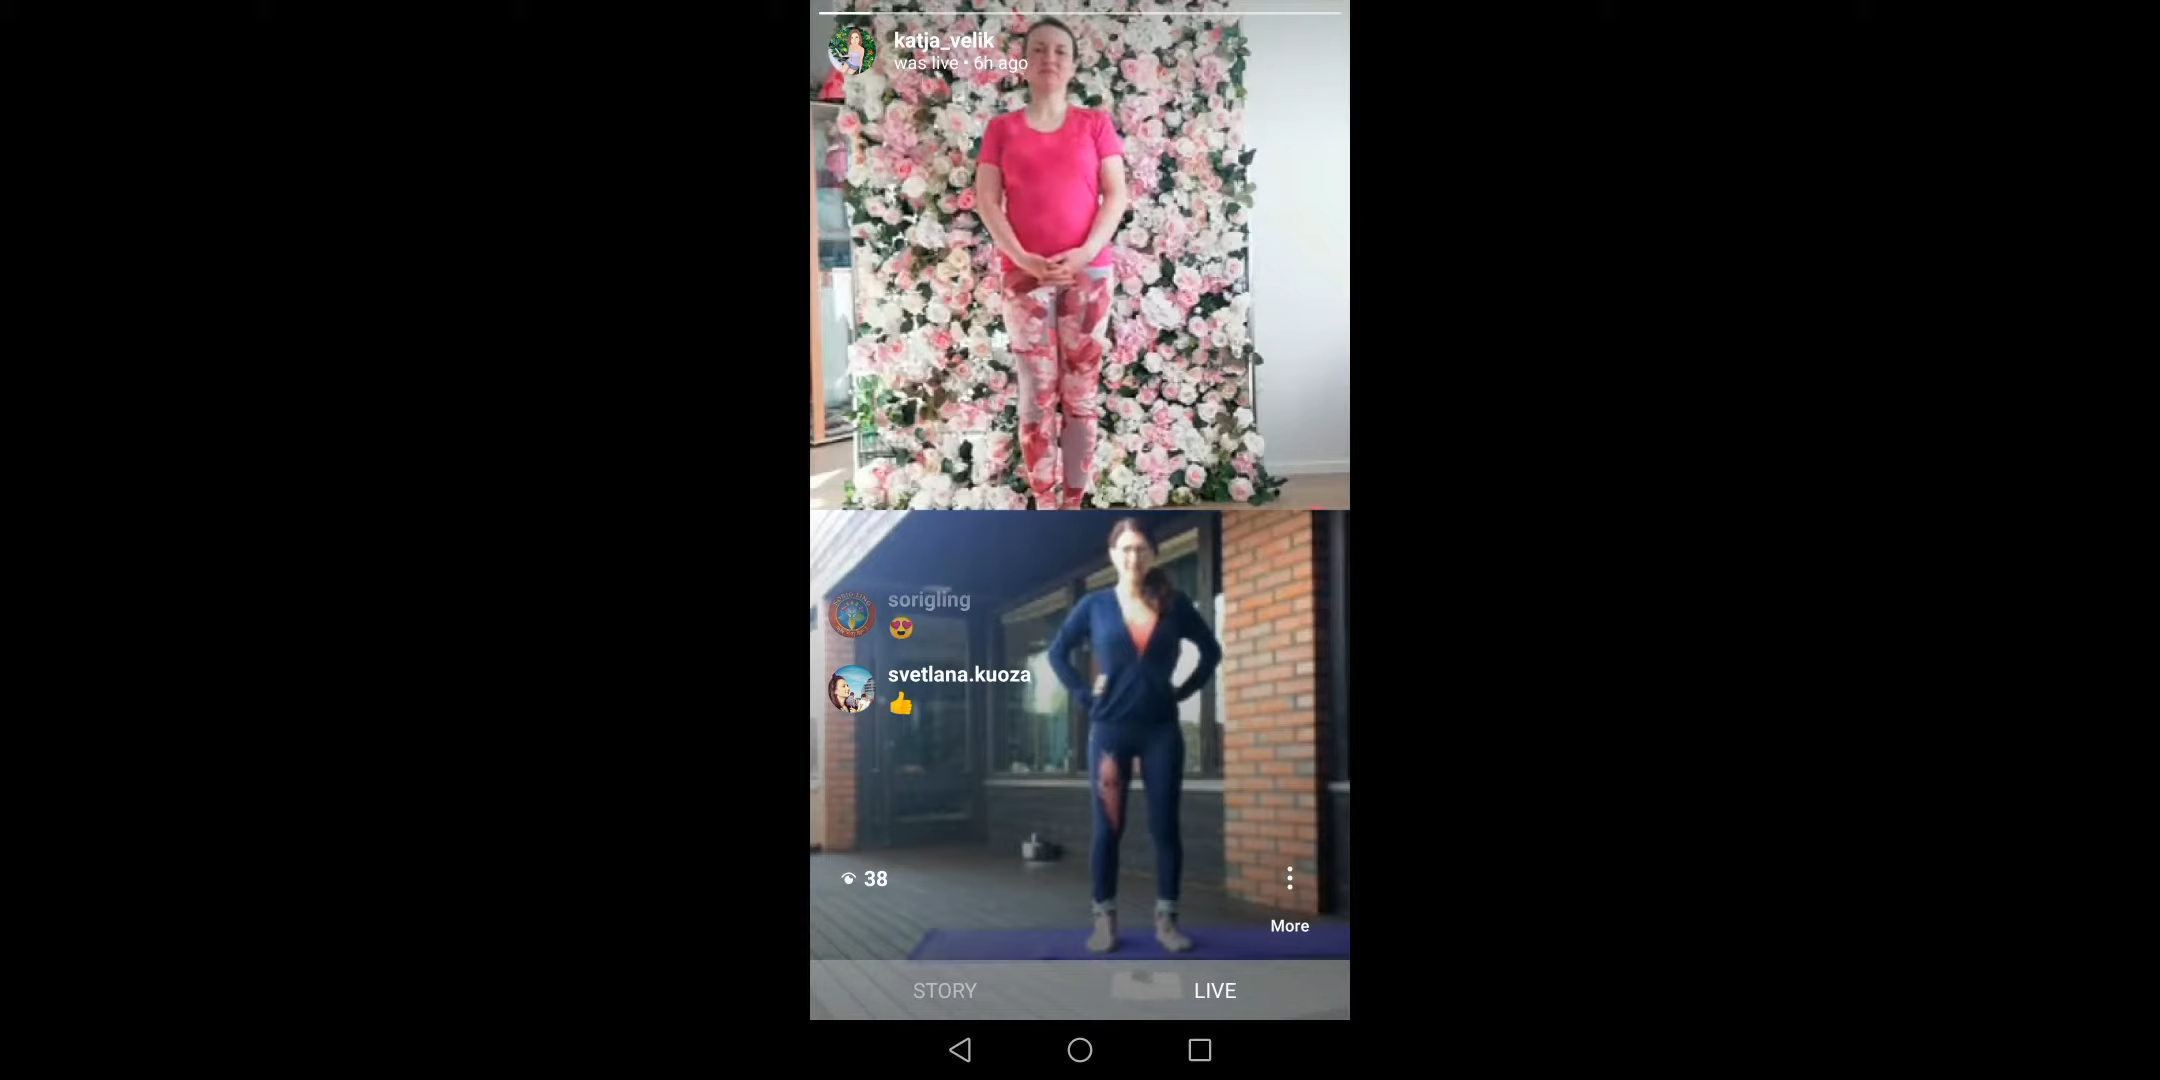 katja_velik
was live • 6h ago
sorigling
😍
svetlana.kuoza
👍
38
More
STORY
LIVE